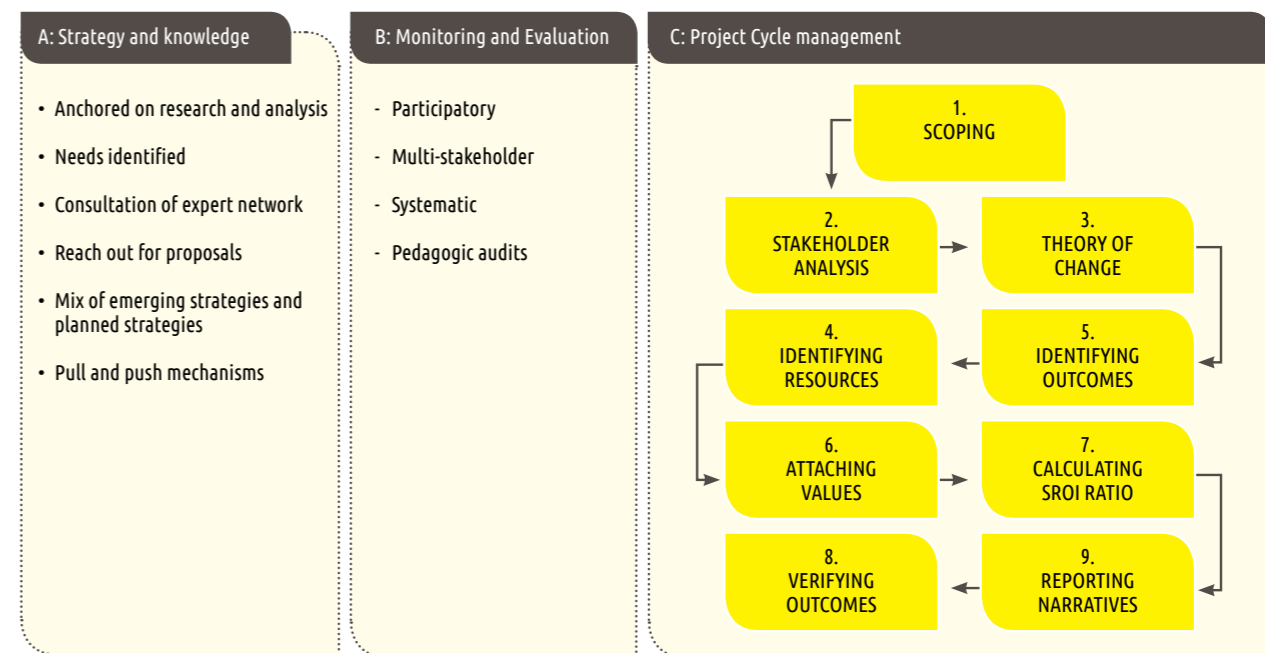 A: Strategy and knowledge
• Anchored on research and analysis
• Needs identified
• Consultation of expert network
• Reach out for proposals
• Mix of emerging strategies and
planned strategies
• Pull and push mechanisms
B: Monitoring and Evaluation
- Participatory
- Multi-stakeholder
- Systematic
- Pedagogic audits
C: Project Cycle management
1.
SCOPING
2.
STAKEHOLDER
ANALYSIS
3.
THEORY OF
CHANGE
4.
IDENTIFYING
RESOURCES
5.
IDENTIFYING
OUTCOMES
6.
ATTACHING
VALUES
7.
CALCULATING
SROI RATIO
8.
VERIFYING
OUTCOMES
9.
REPORTING
NARRATIVES